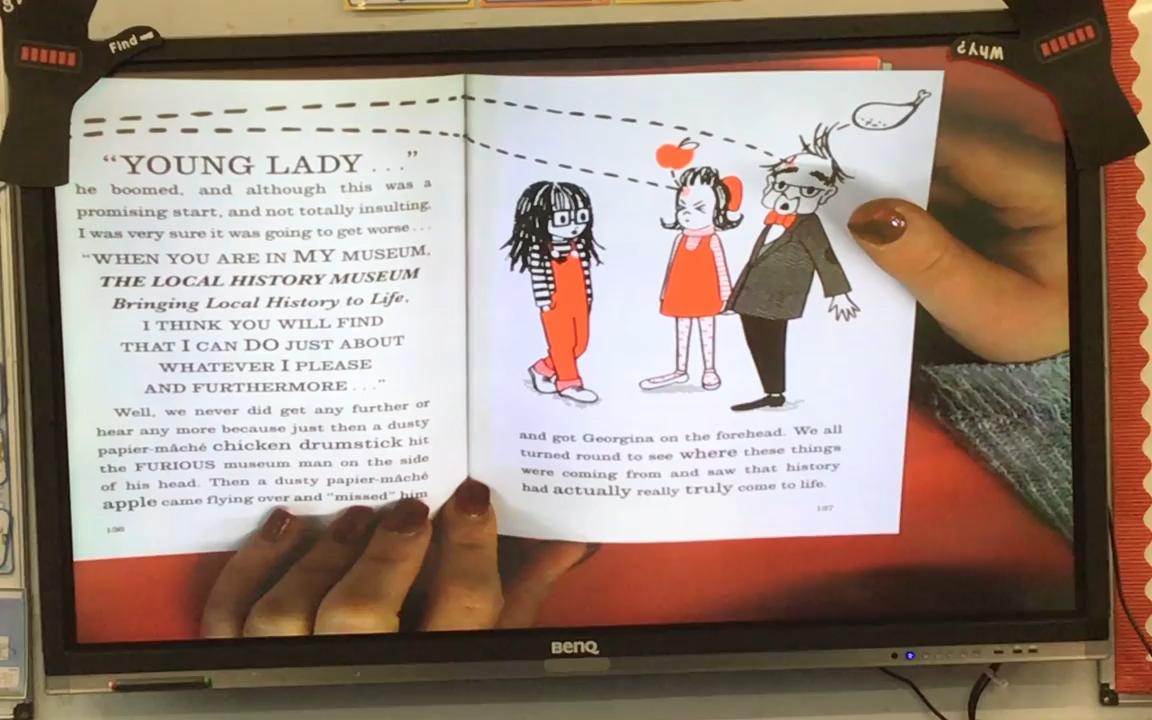 Find
Why?
"YOUNG LADY . . ."
he boomed, and although this was a
promising start, and not totally insulting.
I was very sure it was going to get worse . . .
"WHEN YOU ARE IN MY MUSEUM,
THE LOCAL HISTORY MUSEUM
Bringing Local History to Life,
I THINK YOU WILL FIND
THAT I CAN DO JUST ABOUT
WHATEVER I PLEASE
AND FURTHERMORE . . ."
Well, we never did get any further or
hear any more because just then a dusty
papier-mâché chicken drumstick hit
the FURIOUS museum man on the side
of his head. Then a dusty papier-mâché
apple came flying over and "missed" him
136
and got Georgina on the forehead. We all
turned round to see where these things
were coming from and saw that history
had actually really truly come to life.
137
BenQ